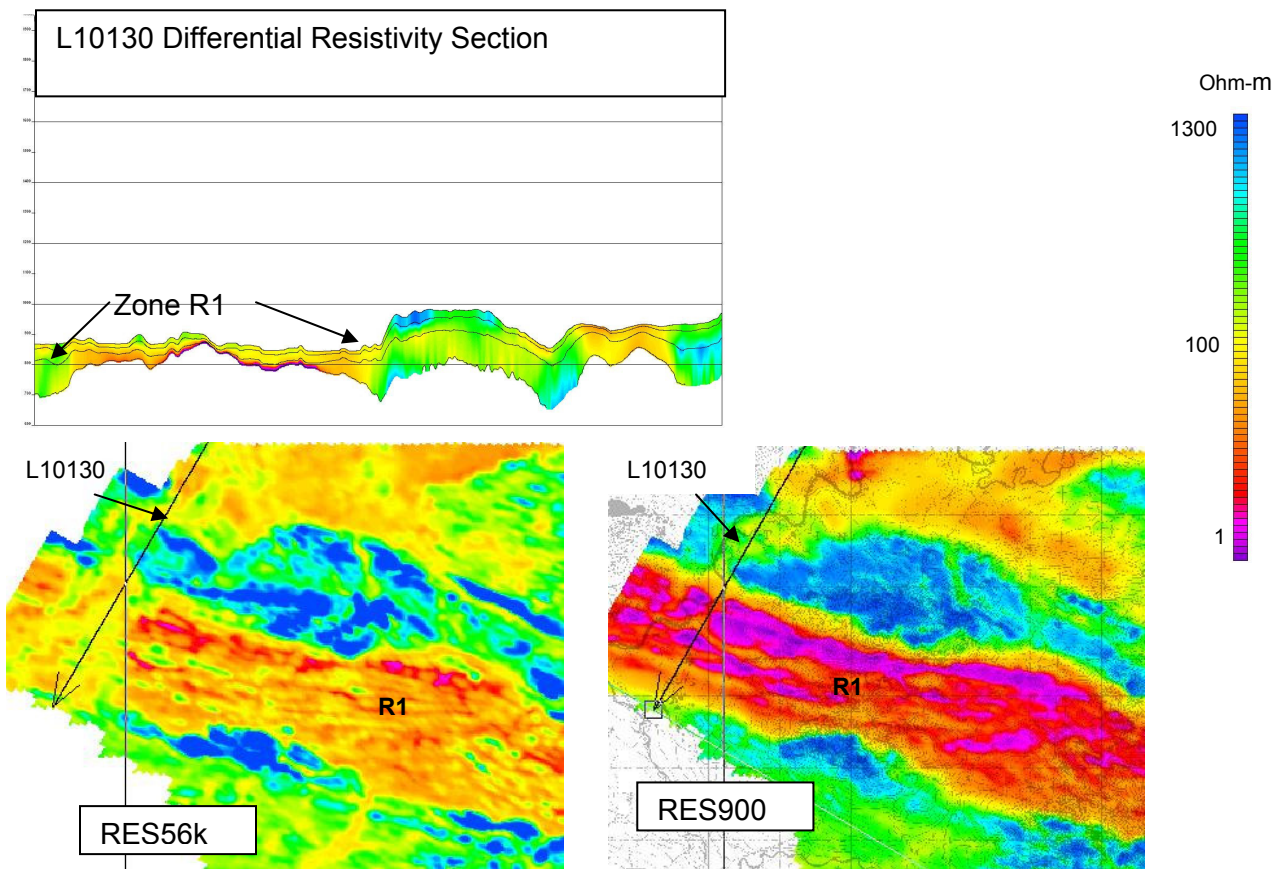 L10130 Differential Resistivity Section
Ohm-m
1300
100
1
Zone R1
L10130
R1
RES56k
L10130
R1
RES900